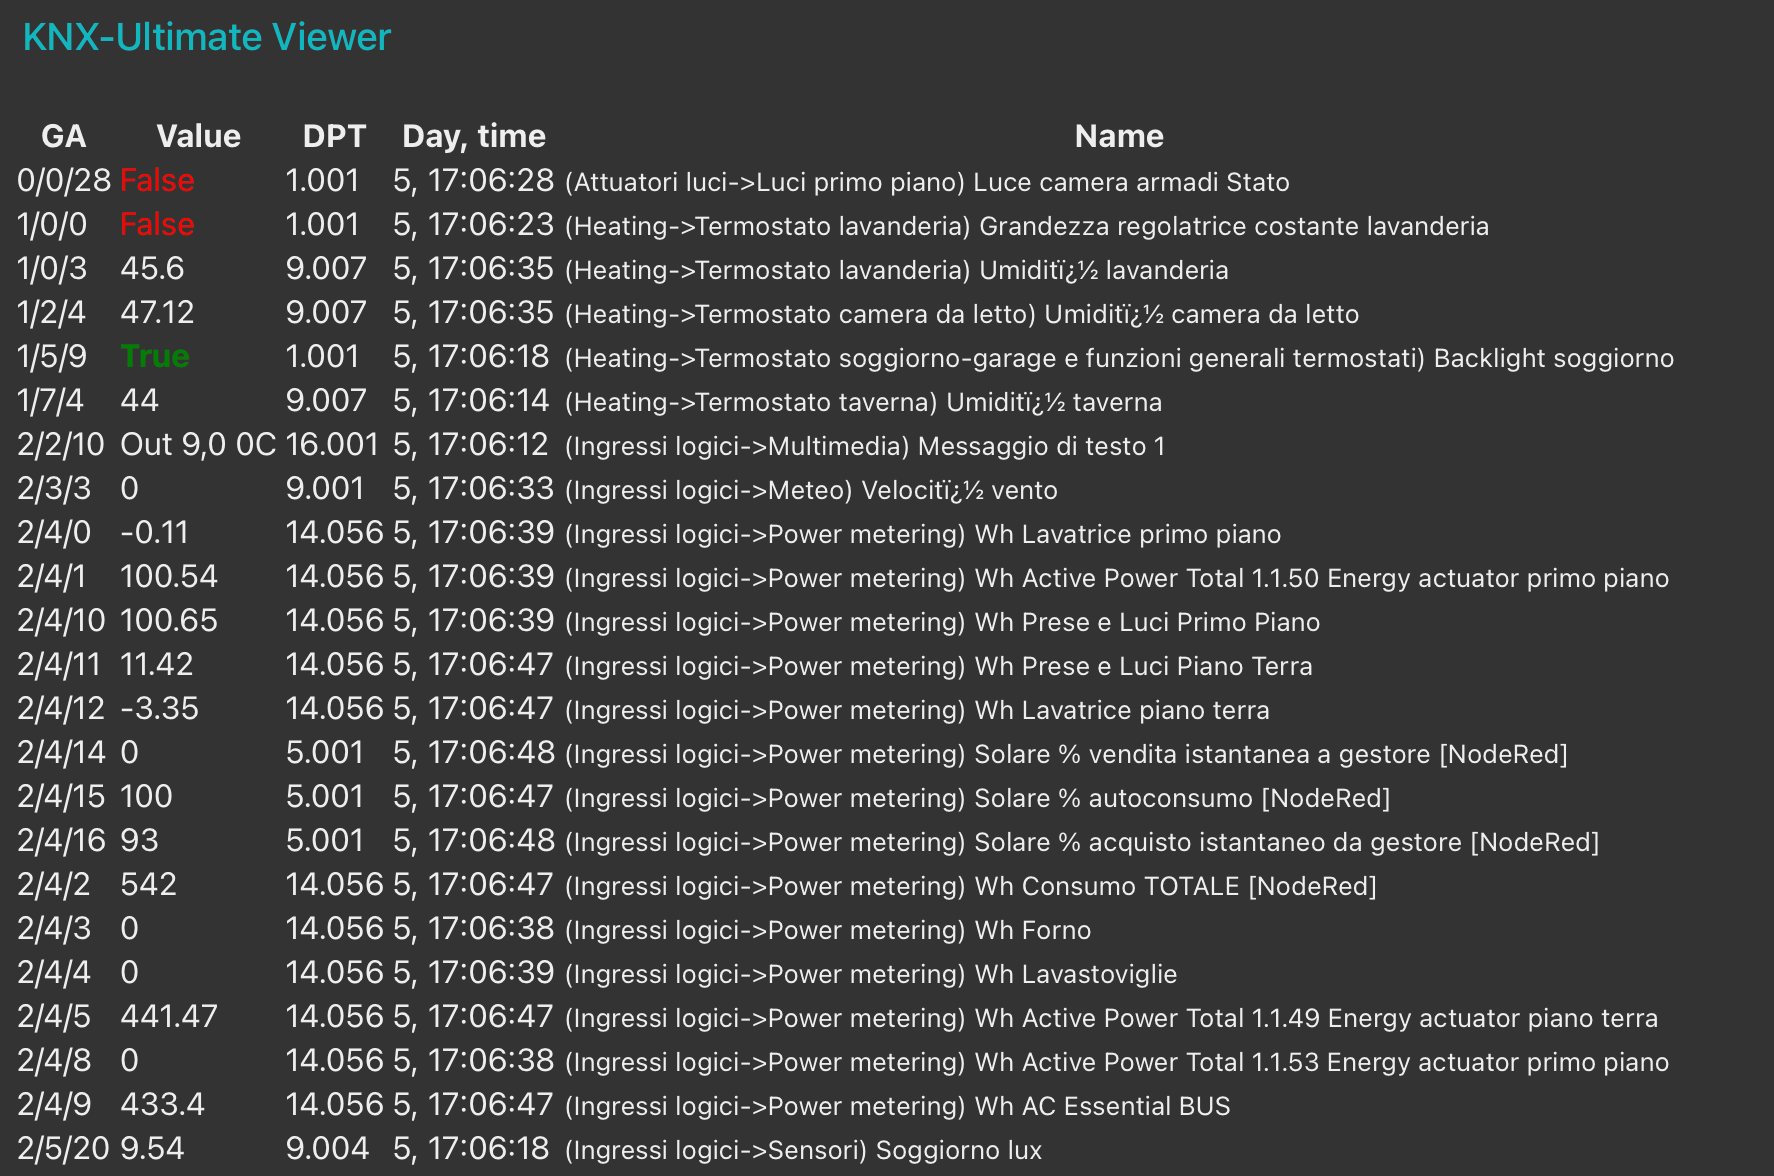 KNX-Ultimate Viewer
GA Value DPT Day, time Name
0/0/28 False 1.001 5, 17:06:28 (Attuatori luci->Luci primo piano) Luce camera armadi Stato
1/0/0 False 1.001 5, 17:06:23 (Heating->Termostato lavanderia) Grandezza regolatrice costante lavanderia
1/0/3 45.6 9.007 5, 17:06:35 (Heating->Termostato lavanderia) Umiditï¿½ lavanderia
1/2/4 47.12 9.007 5, 17:06:35 (Heating->Termostato camera da letto) Umiditï¿½ camera da letto
1/5/9 True 1.001 5, 17:06:18 (Heating->Termostato soggiorno-garage e funzioni generali termostati) Backlight soggiorno
1/7/4 44 9.007 5, 17:06:14 (Heating->Termostato taverna) Umiditï¿½ taverna
2/2/10 Out 9,0 0C 16.001 5, 17:06:12 (Ingressi logici->Multimedia) Messaggio di testo 1
2/3/3 0 9.001 5, 17:06:33 (Ingressi logici->Meteo) Velocitï¿½ vento
2/4/0 -0.11 14.056 5, 17:06:39 (Ingressi logici->Power metering) Wh Lavatrice primo piano
2/4/1 100.54 14.056 5, 17:06:39 (Ingressi logici->Power metering) Wh Active Power Total 1.1.50 Energy actuator primo piano
2/4/10 100.65 14.056 5, 17:06:39 (Ingressi logici->Power metering) Wh Prese e Luci Primo Piano
2/4/11 11.42 14.056 5, 17:06:47 (Ingressi logici->Power metering) Wh Prese e Luci Piano Terra
2/4/12 -3.35 14.056 5, 17:06:47 (Ingressi logici->Power metering) Wh Lavatrice piano terra
2/4/14 0 5.001 5, 17:06:48 (Ingressi logici->Power metering) Solare % vendita istantanea a gestore [NodeRed]
2/4/15 100 5.001 5, 17:06:47 (Ingressi logici->Power metering) Solare % autoconsumo [NodeRed]
2/4/16 93 5.001 5, 17:06:48 (Ingressi logici->Power metering) Solare % acquisto istantaneo da gestore [NodeRed]
2/4/2 542 14.056 5, 17:06:47 (Ingressi logici->Power metering) Wh Consumo TOTALE [NodeRed]
2/4/3 0 14.056 5, 17:06:38 (Ingressi logici->Power metering) Wh Forno
2/4/4 0 14.056 5, 17:06:39 (Ingressi logici->Power metering) Wh Lavastoviglie
2/4/5 441.47 14.056 5, 17:06:47 (Ingressi logici->Power metering) Wh Active Power Total 1.1.49 Energy actuator piano terra
2/4/8 0 14.056 5, 17:06:38 (Ingressi logici->Power metering) Wh Active Power Total 1.1.53 Energy actuator primo piano
2/4/9 433.4 14.056 5, 17:06:47 (Ingressi logici->Power metering) Wh AC Essential BUS
2/5/20 9.54 9.004 5, 17:06:18 (Ingressi logici->Sensori) Soggiorno lux